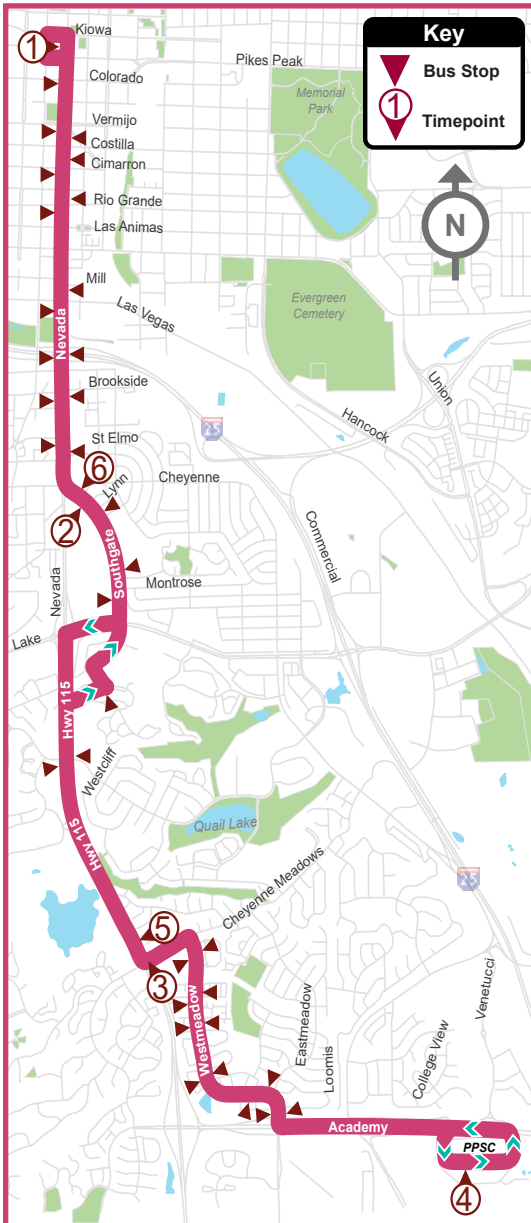 Key
Bus Stop
1
Timepoint
N
Kiowa
1
Pikes Peak
Colorado
Memorial
Park
Vermijo
Costilla
Cimarron
Rio Grande
Las Animas
Mill
Las Vegas
Evergreen
Cemetery
Nevada
Union
Brookside
Hancock
25
St Elmo
6
Cheyenne
Lynn
2
Commercial
Southgate
Nevada
Montrose
Lake
Hwy 115
Westcliff
Hwy 115
Quail Lake
Cheyenne Meadows
25
5
3
Venetucci
Eastmeadow
Westmeadow
Loomis
College View
Academy
PPSC
4